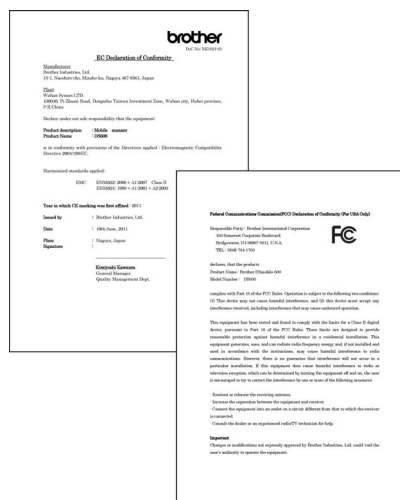 brother
EC Declaration of Conformity
Manufacturer
Brother Industries, Ltd.
15-1, Naeshiro-cho, Mizuho-ku, Nagoya 467-8561, Japan
Plant
Wuhan Sysnan LTD.
P.R.China
Declare under our sole responsibility that the equipment:
Product description : Mobile scanner
Product Name : DS600
is in conformity with provisions of the Directives applied : Electromagnetic Compatibility
Directive 2004/108/EC.
Harmonized standards applied
EMC EN55022: 2006 + A1:2007 Class B
EN55024: 1998 + A1:2001 + A2:2003
Year in which CE marking was first affixed : 2011
Issued by : Brother Industries, Ltd.
Date : 10th June, 2011
Place : Nagoya, Japan
Signature :
General Manager
Quality Management Dept.
Federal Communications Commission(FCC) Declaration of Conformity (For USA Only)
Responsible Party : Brother International Corporation
100 Somerset Corporate Boulevard
Bridgewater, NJ 08807-0911, U.S.A.
TEL : (908) 704-1700
FC
declares, that the products
Product Name : Brother DSmobile 600
Model Number : DS600
complies with Part 15 of the FCC Rules. Operation is subject to the following two conditions:
(1) This device may not cause harmful interference, and (2) this device must accept any
interference received, including interference that may cause undesired operation.
This equipment has been tested and found to comply with the limits for a Class B digital
device, pursuant to Part 15 of the FCC Rules. These limits are designed to provide
reasonable protection against harmful interference in a residential installation. This
equipment generates, uses, and can radiate radio frequency energy and, if not installed and
used in accordance with the instructions, may cause harmful interference to radio
communications. However, there is no guarantee that interference will not occur in a
particular installation. If this equipment does cause harmful interference to radio or
television reception, which can be determined by turning the equipment off and on, the user
is encouraged to try to correct the interference by one or more of the following measures:
- Reorient or relocate the receiving antenna.
- Increase the separation between the equipment and receiver.
- Connect the equipment into an outlet on a circuit different from that to which the receiver
is connected.
- Consult the dealer or an experienced radio/TV technician for help.
Important
Changes or modifications not expressly approved by Brother Industries, Ltd. could void the
user's authority to operate the equipment.